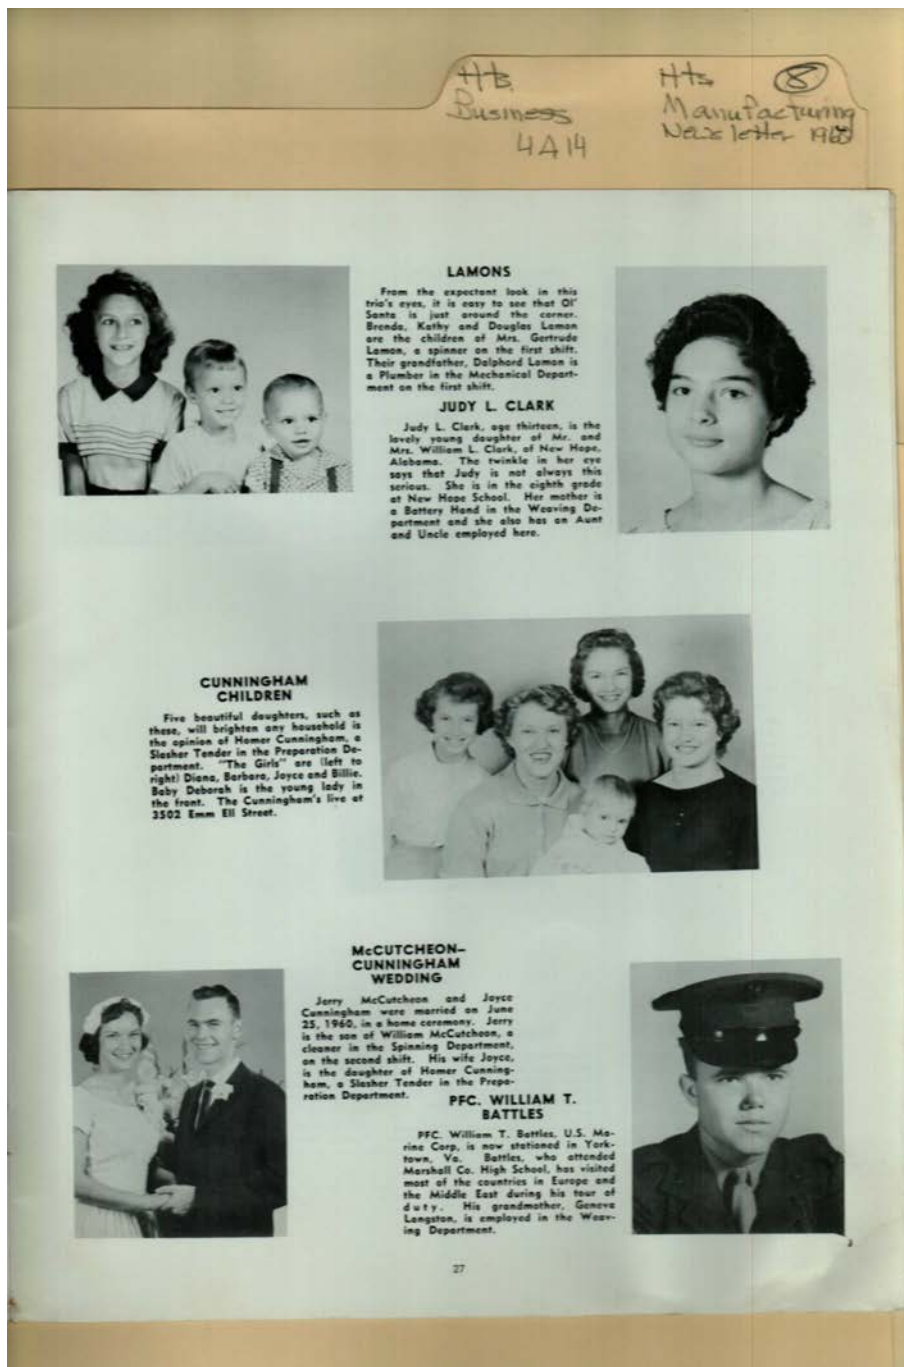 Hts
Business
4A14
Hts 8
Manufacturing
Newsletter 1960
LAMONS
From the expectant look in this
trio's eyes, it is easy to see that Ol'
Santa is just around the corner.
Brenda, Kathy and Douglas Lamon
are the children of Mrs. Gertrude
Lamon, a spinner on the first shift.
Their grandfather, Dalphord Lamon is
a Plumber in the Mechanical Depart-
ment on the first shift.
JUDY L. CLARK
Judy L. Clark, age thirteen, is the
lovely young daughter of Mr. and
Mrs. William L. Clark, of New Hope,
Alabama. The twinkle in her eye
says that Judy is not always this
serious. She is in the eighth grade
at New Hope School. Her mother is
a Battery Hand in the Weaving De-
partment and she also has an Aunt
and Uncle employed here.
CUNNINGHAM
CHILDREN
Five beautiful daughters, such as
these, will brighten any household is
the opinion of Homer Cunningham, a
Slasher Tender in the Preparation De-
partment. "The Girls" are (left to
right) Diana, Barbara, Joyce and Billie.
Baby Deborah is the young lady in
the front. The Cunningham's live at
3502 Emm Ell Street.
McCUTCHEON-
CUNNINGHAM
WEDDING
Jerry McCutcheon and Joyce
Cunningham were married on June
25, 1960, in a home ceremony. Jerry
is the son of William McCutcheon, a
cleaner in the Spinning Department,
on the second shift. His wife Joyce,
is the daughter of Homer Cunning-
ham, a Slasher Tender in the Prepa-
ration Department.
PFC. WILLIAM T.
BATTLES
PFC. William T. Battles, U.S. Ma-
rine Corp, is now stationed in York-
town, Va. Battles, who attended
Marshall Co. High School, has visited
most of the countries in Europe and
the Middle East during his tour of
duty. His grandmother, Geneva
Langston, is employed in the Weav-
ing Department.
27